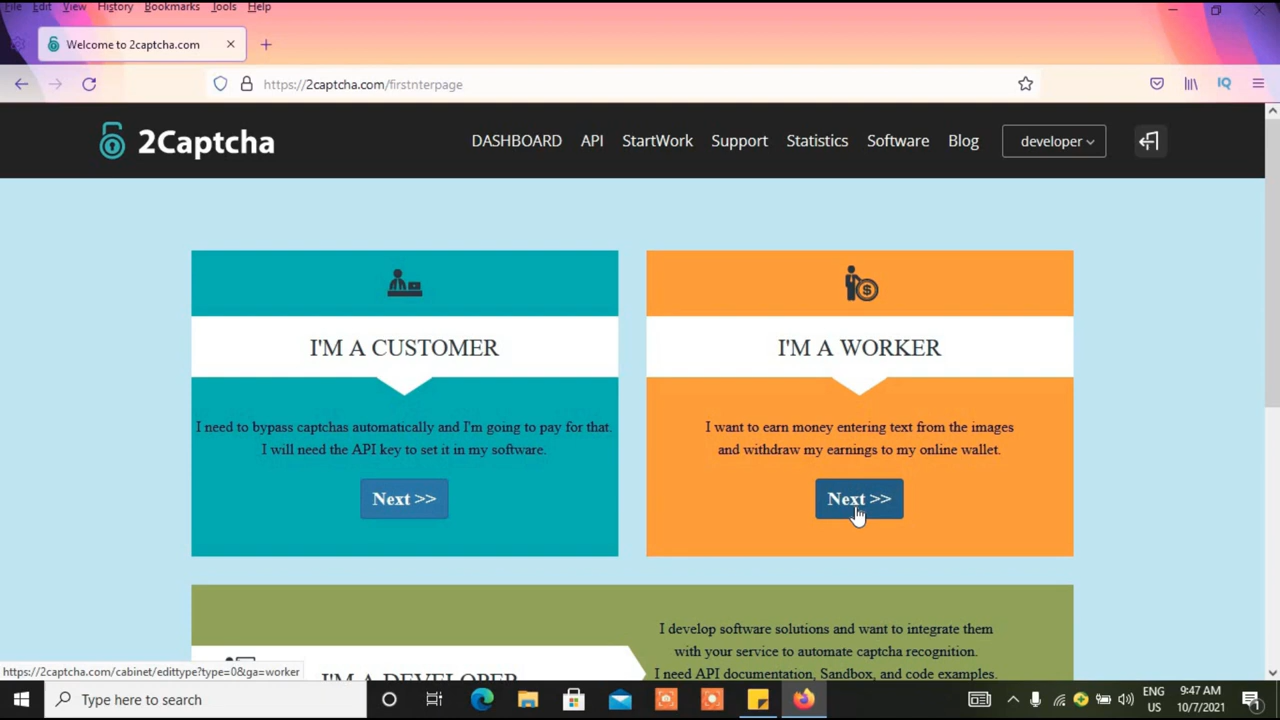 File Edit View History Bookmarks Tools Help
Welcome to 2captcha.com
https://2captcha.com/firstnterpage
IQ
2Captcha
DASHBOARD API StartWork Support Statistics Software Blog developer
I'M A CUSTOMER
I need to bypass captchas automatically and I'm going to pay for that.
I will need the API key to set it in my software.
Next >>
$
I'M A WORKER
I want to earn money entering text from the images
and withdraw my earnings to my online wallet.
Next >>
I'M A DEVELOPER
I develop software solutions and want to integrate them
with your service to automate captcha recognition.
I need API documentation, Sandbox, and code examples.
https://2captcha.com/cabinet/edittype?type=0&ga=worker
Type here to search
ENG
US
9:47 AM
10/7/2021
1